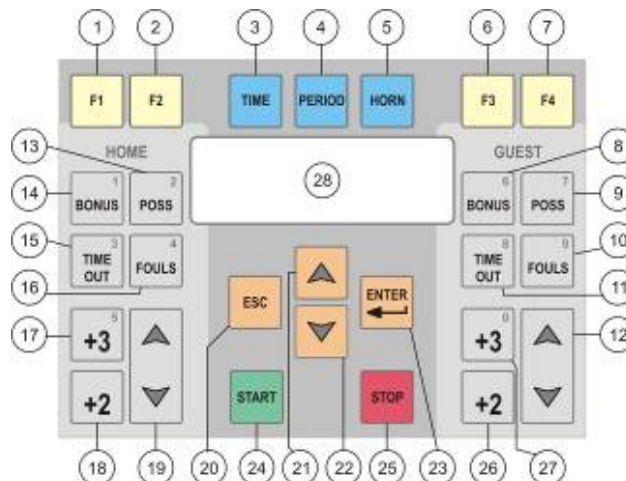 1 2 3 4 5 6 7
F1 F2 TIME PERIOD HORN F3 F4
13 HOME GUEST 8
14 1 BONUS 2 POSS 28 6 BONUS 7 POSS 9
15 3 TIME OUT 4 FOULS 8 TIME OUT 9 FOULS 10
16 ESC ENTER 11
17 5 +3 0 +3 12
+2 START STOP +2
18 19 20 24 21 22 25 23 26 27